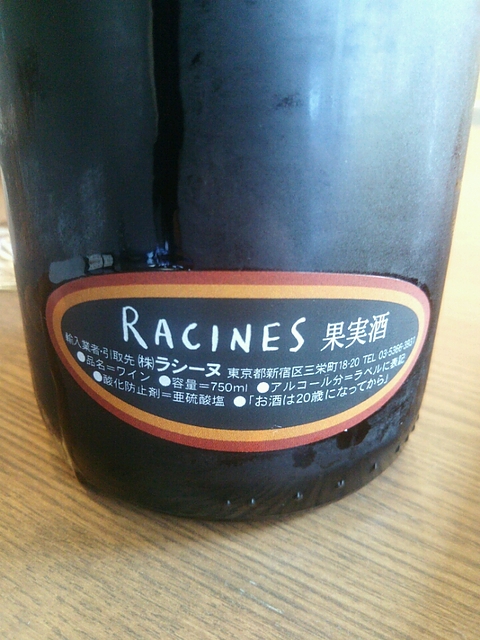 RACINES 果実酒
輸入業者・引取先 (株)ラシーヌ 東京都新宿区三栄町18-20 TEL 03-5366-3931
●品名=ワイン ●容量=750ml ●アルコール分=ラベルに表記
●酸化防止剤=亜硫酸塩 ●「お酒は20歳になってから」